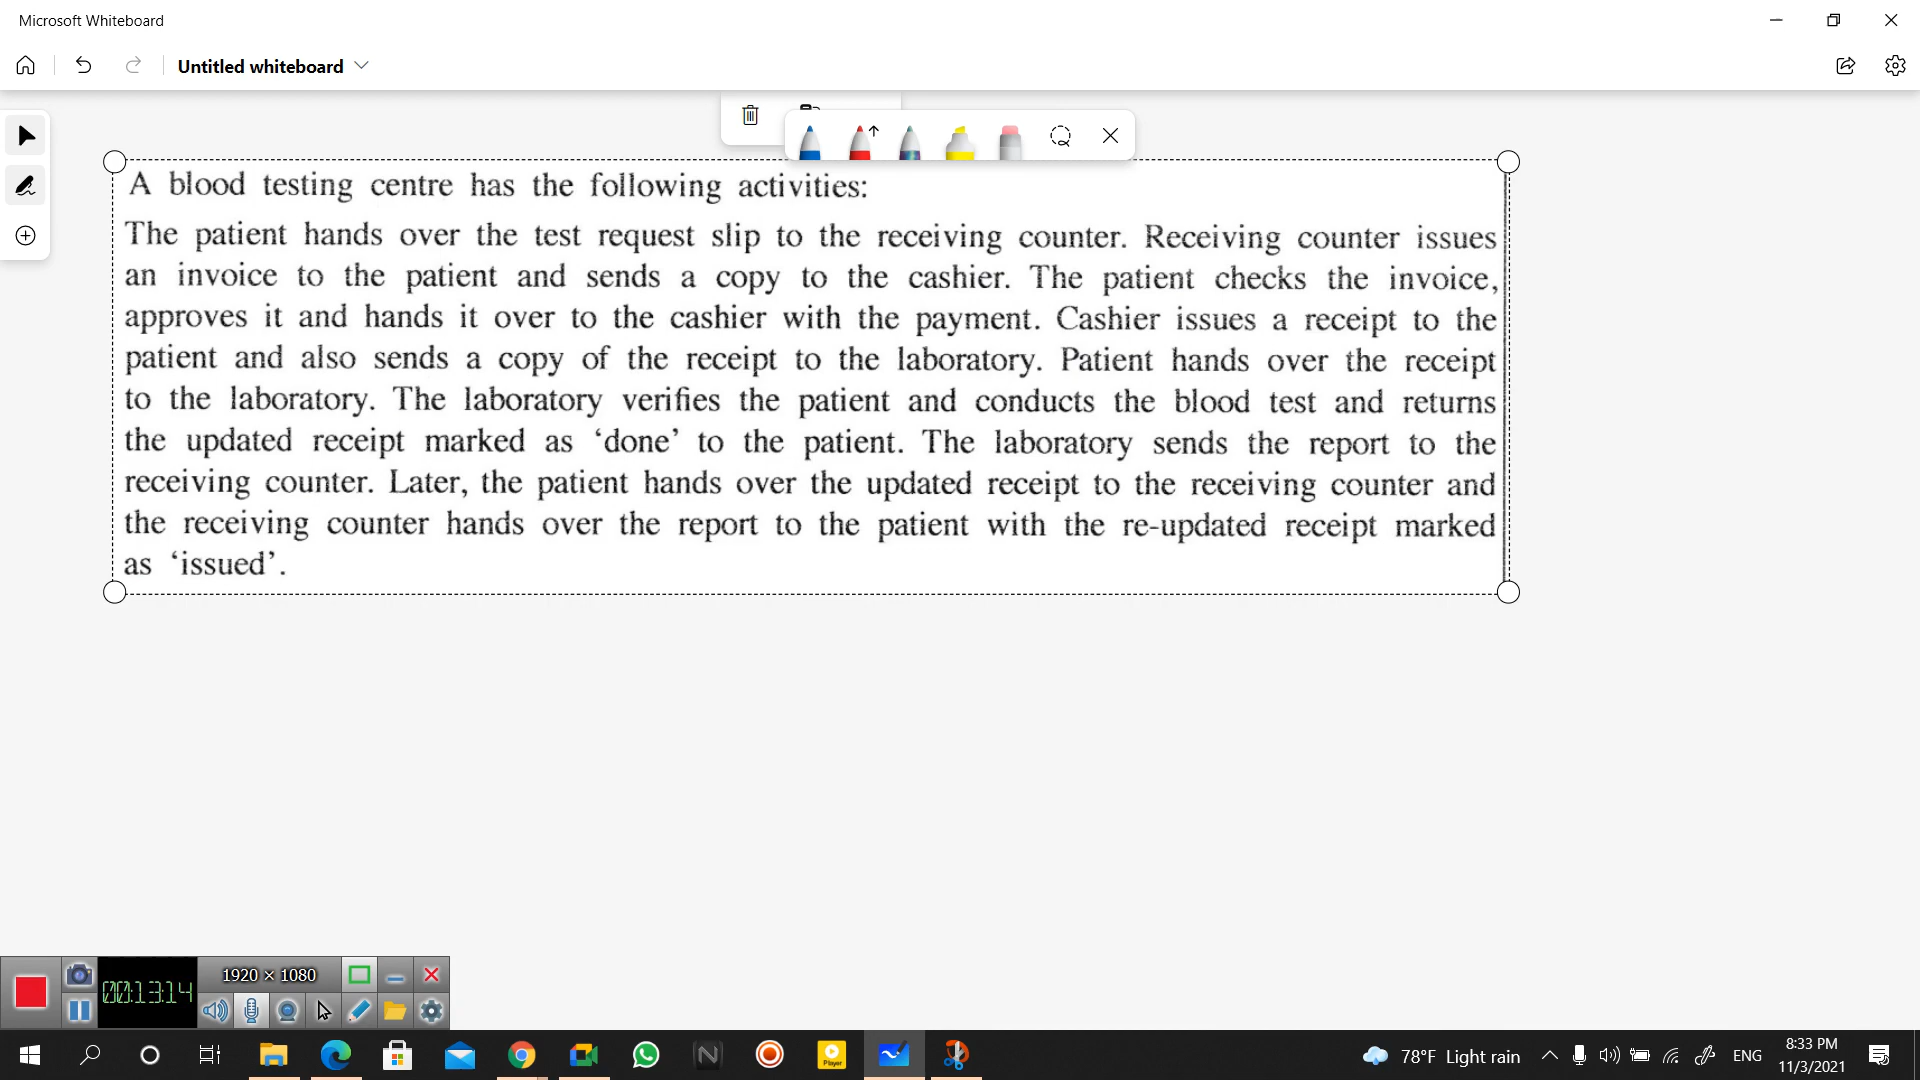 Microsoft Whiteboard
Untitled whiteboard
A blood testing centre has the following activities:
The patient hands over the test request slip to the receiving counter. Receiving counter issues
an invoice to the patient and sends a copy to the cashier. The patient checks the invoice,
approves it and hands it over to the cashier with the payment. Cashier issues a receipt to the
patient and also sends a copy of the receipt to the laboratory. Patient hands over the receipt
to the laboratory. The laboratory verifies the patient and conducts the blood test and returns
the updated receipt marked as ‘done’ to the patient. The laboratory sends the report to the
receiving counter. Later, the patient hands over the updated receipt to the receiving counter and
the receiving counter hands over the report to the patient with the re-updated receipt marked
as ‘issued’.
1920 × 1080
00:13:14
N
Player
78°F Light rain
ENG
8:33 PM
11/3/2021